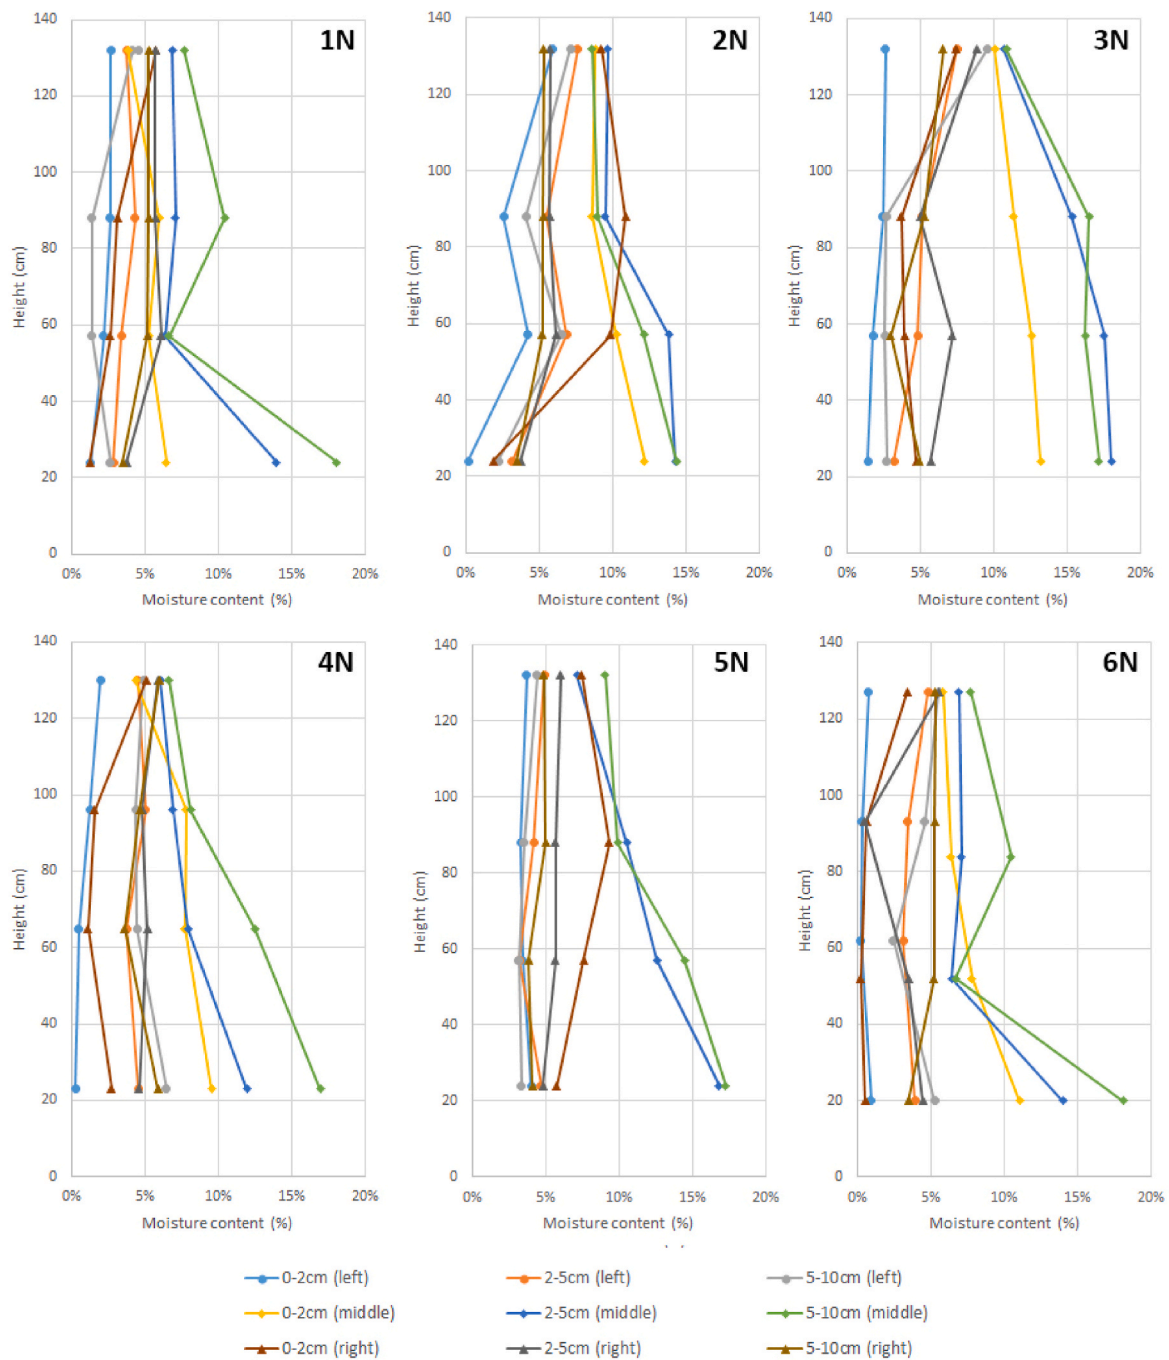 1N
2N
3N
140
120
100
80
60
40
20
0
Height (cm)
0% 5% 10% 15% 20%
Moisture content (%)
140
120
100
80
60
40
20
0
Height (cm)
0% 5% 10% 15% 20%
Moisture content (%)
140
120
100
80
60
40
20
0
Height (cm)
0% 5% 10% 15% 20%
Moisture content (%)
4N
5N
6N
140
120
100
80
60
40
20
0
Height (cm)
0% 5% 10% 15% 20%
Moisture content (%)
140
120
100
80
60
40
20
0
Height (cm)
0% 5% 10% 15% 20%
Moisture content (%)
140
120
100
80
60
40
20
0
Height (cm)
0% 5% 10% 15% 20%
Moisture content (%)
0-2cm (left) 2-5cm (left) 5-10cm (left)
0-2cm (middle) 2-5cm (middle) 5-10cm (middle)
0-2cm (right) 2-5cm (right) 5-10cm (right)